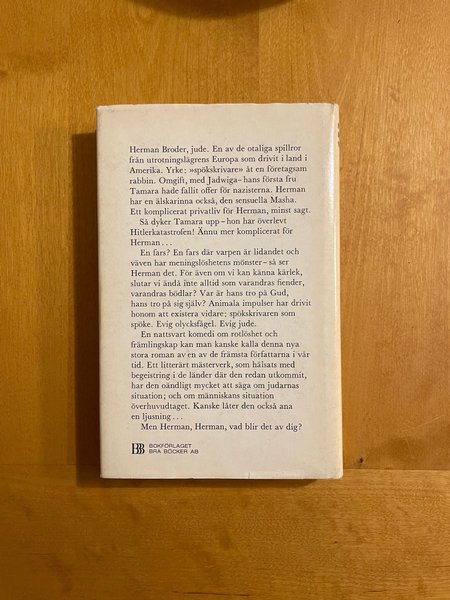 Herman Broder, jude. En av de otaliga spillror
från utrotningslägrens Europa som drivit i land i
Amerika. Yrke: »spökskrivare» åt en företagsam
rabbin. Omgift, med Jadwiga – hans första fru
Tamara hade fallit offer för nazisterna. Herman
har en älskarinna också, den sensuella Masha.
Ett komplicerat privatliv för Herman, minst sagt.
Så dyker Tamara upp – hon har överlevt
Hitlerkatastrofen! Ännu mer komplicerat för
Herman . . .
En fars? En fars där varpen är lidandet och
väven har meningslöshetens mönster – så ser
Herman det. För även om vi kan känna kärlek,
slutar vi ändå inte alltid som varandras fiender,
varandras bödlar? Var är hans tro på Gud,
hans tro på sig själv? Animala impulser har drivit
honom att existera vidare; spökskrivaren som
spöke. Evig olycksfågel. Evig jude.
En nattsvart komedi om rotlöshet och
främlingskap kan man kanske kalla denna nya
stora roman av en av de främsta författarna i vår
tid. Ett litterärt mästerverk, som hälsats med
begeistring i de länder där den redan utkommit,
har den oändligt mycket att säga om judarnas
situation; och om människans situation
överhuvudtaget. Kanske låter den också ana
en ljusning . . .
Men Herman, Herman, vad blir det av dig?
BB BOKFÖRLAGET
BRA BÖCKER AB